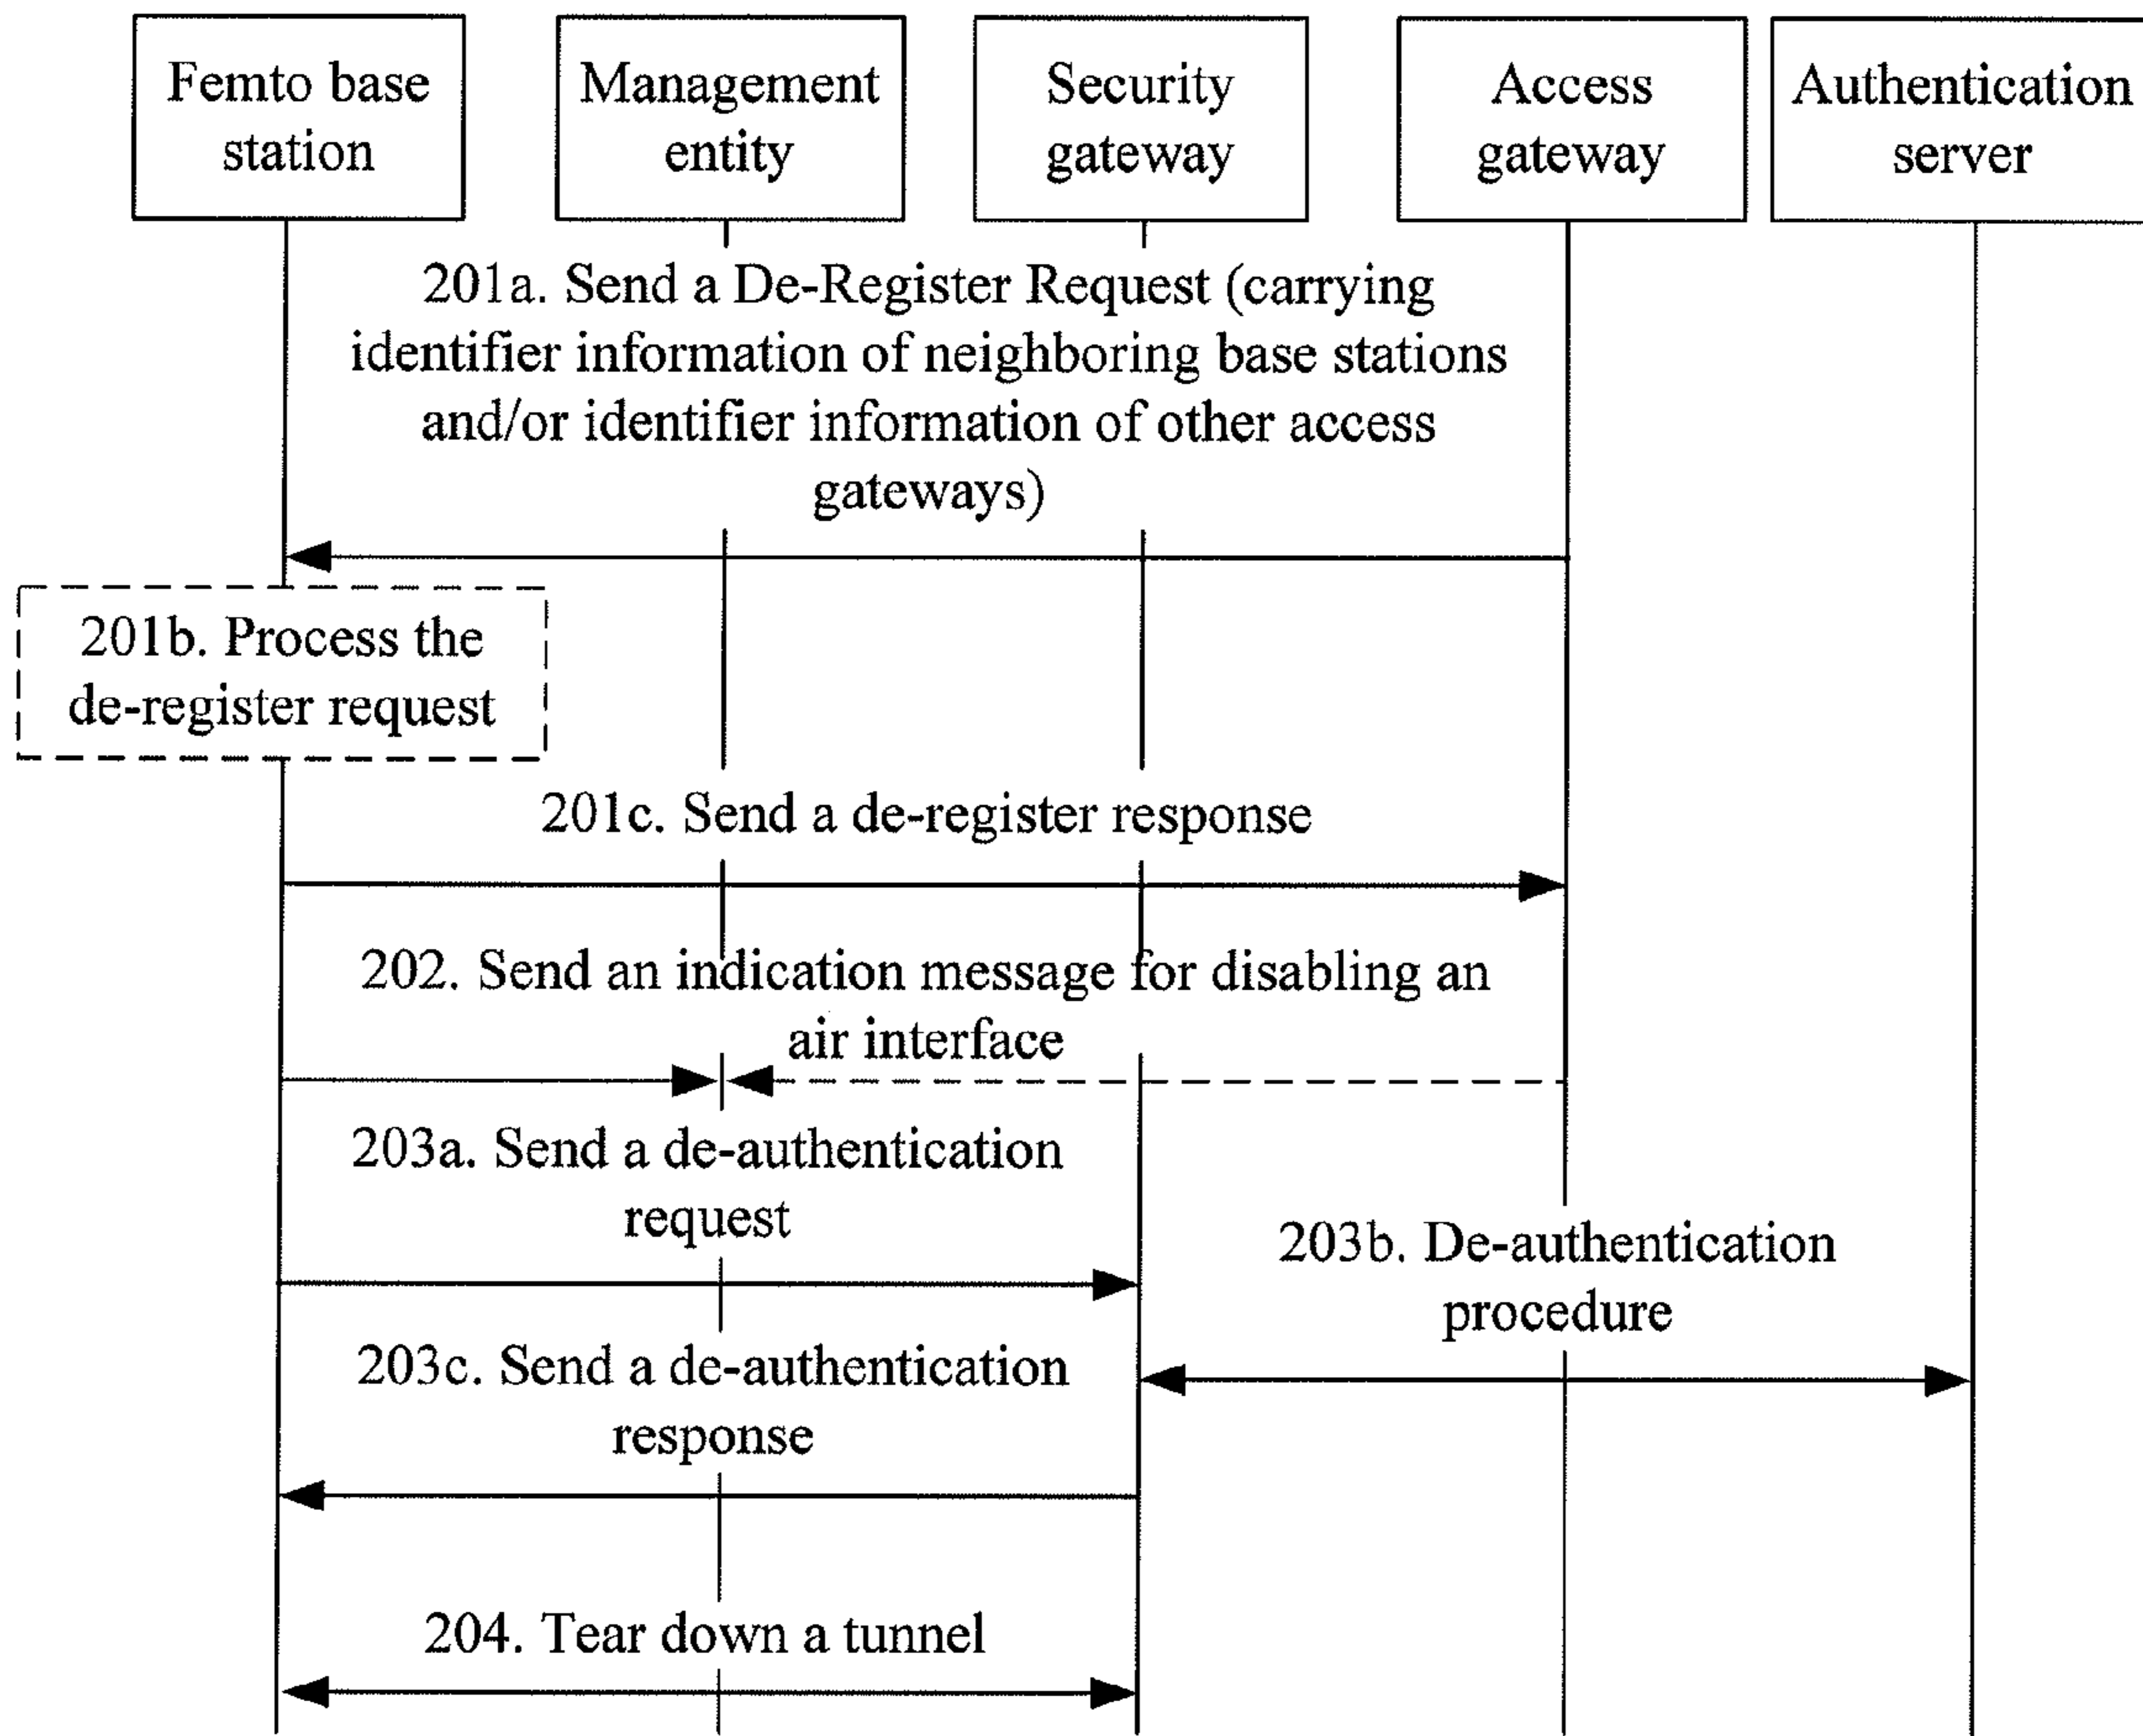 Femto base
station
Management
entity
Security
gateway
Access
gateway
Authentication
server
201a. Send a De-Register Request (carrying
identifier information of neighboring base stations
and/or identifier information of other access
gateways)
201b. Process the
de-register request
201c. Send a de-register response
202. Send an indication message for disabling an
air interface
203a. Send a de-authentication
request
203b. De-authentication
procedure
203c. Send a de-authentication
response
204. Tear down a tunnel